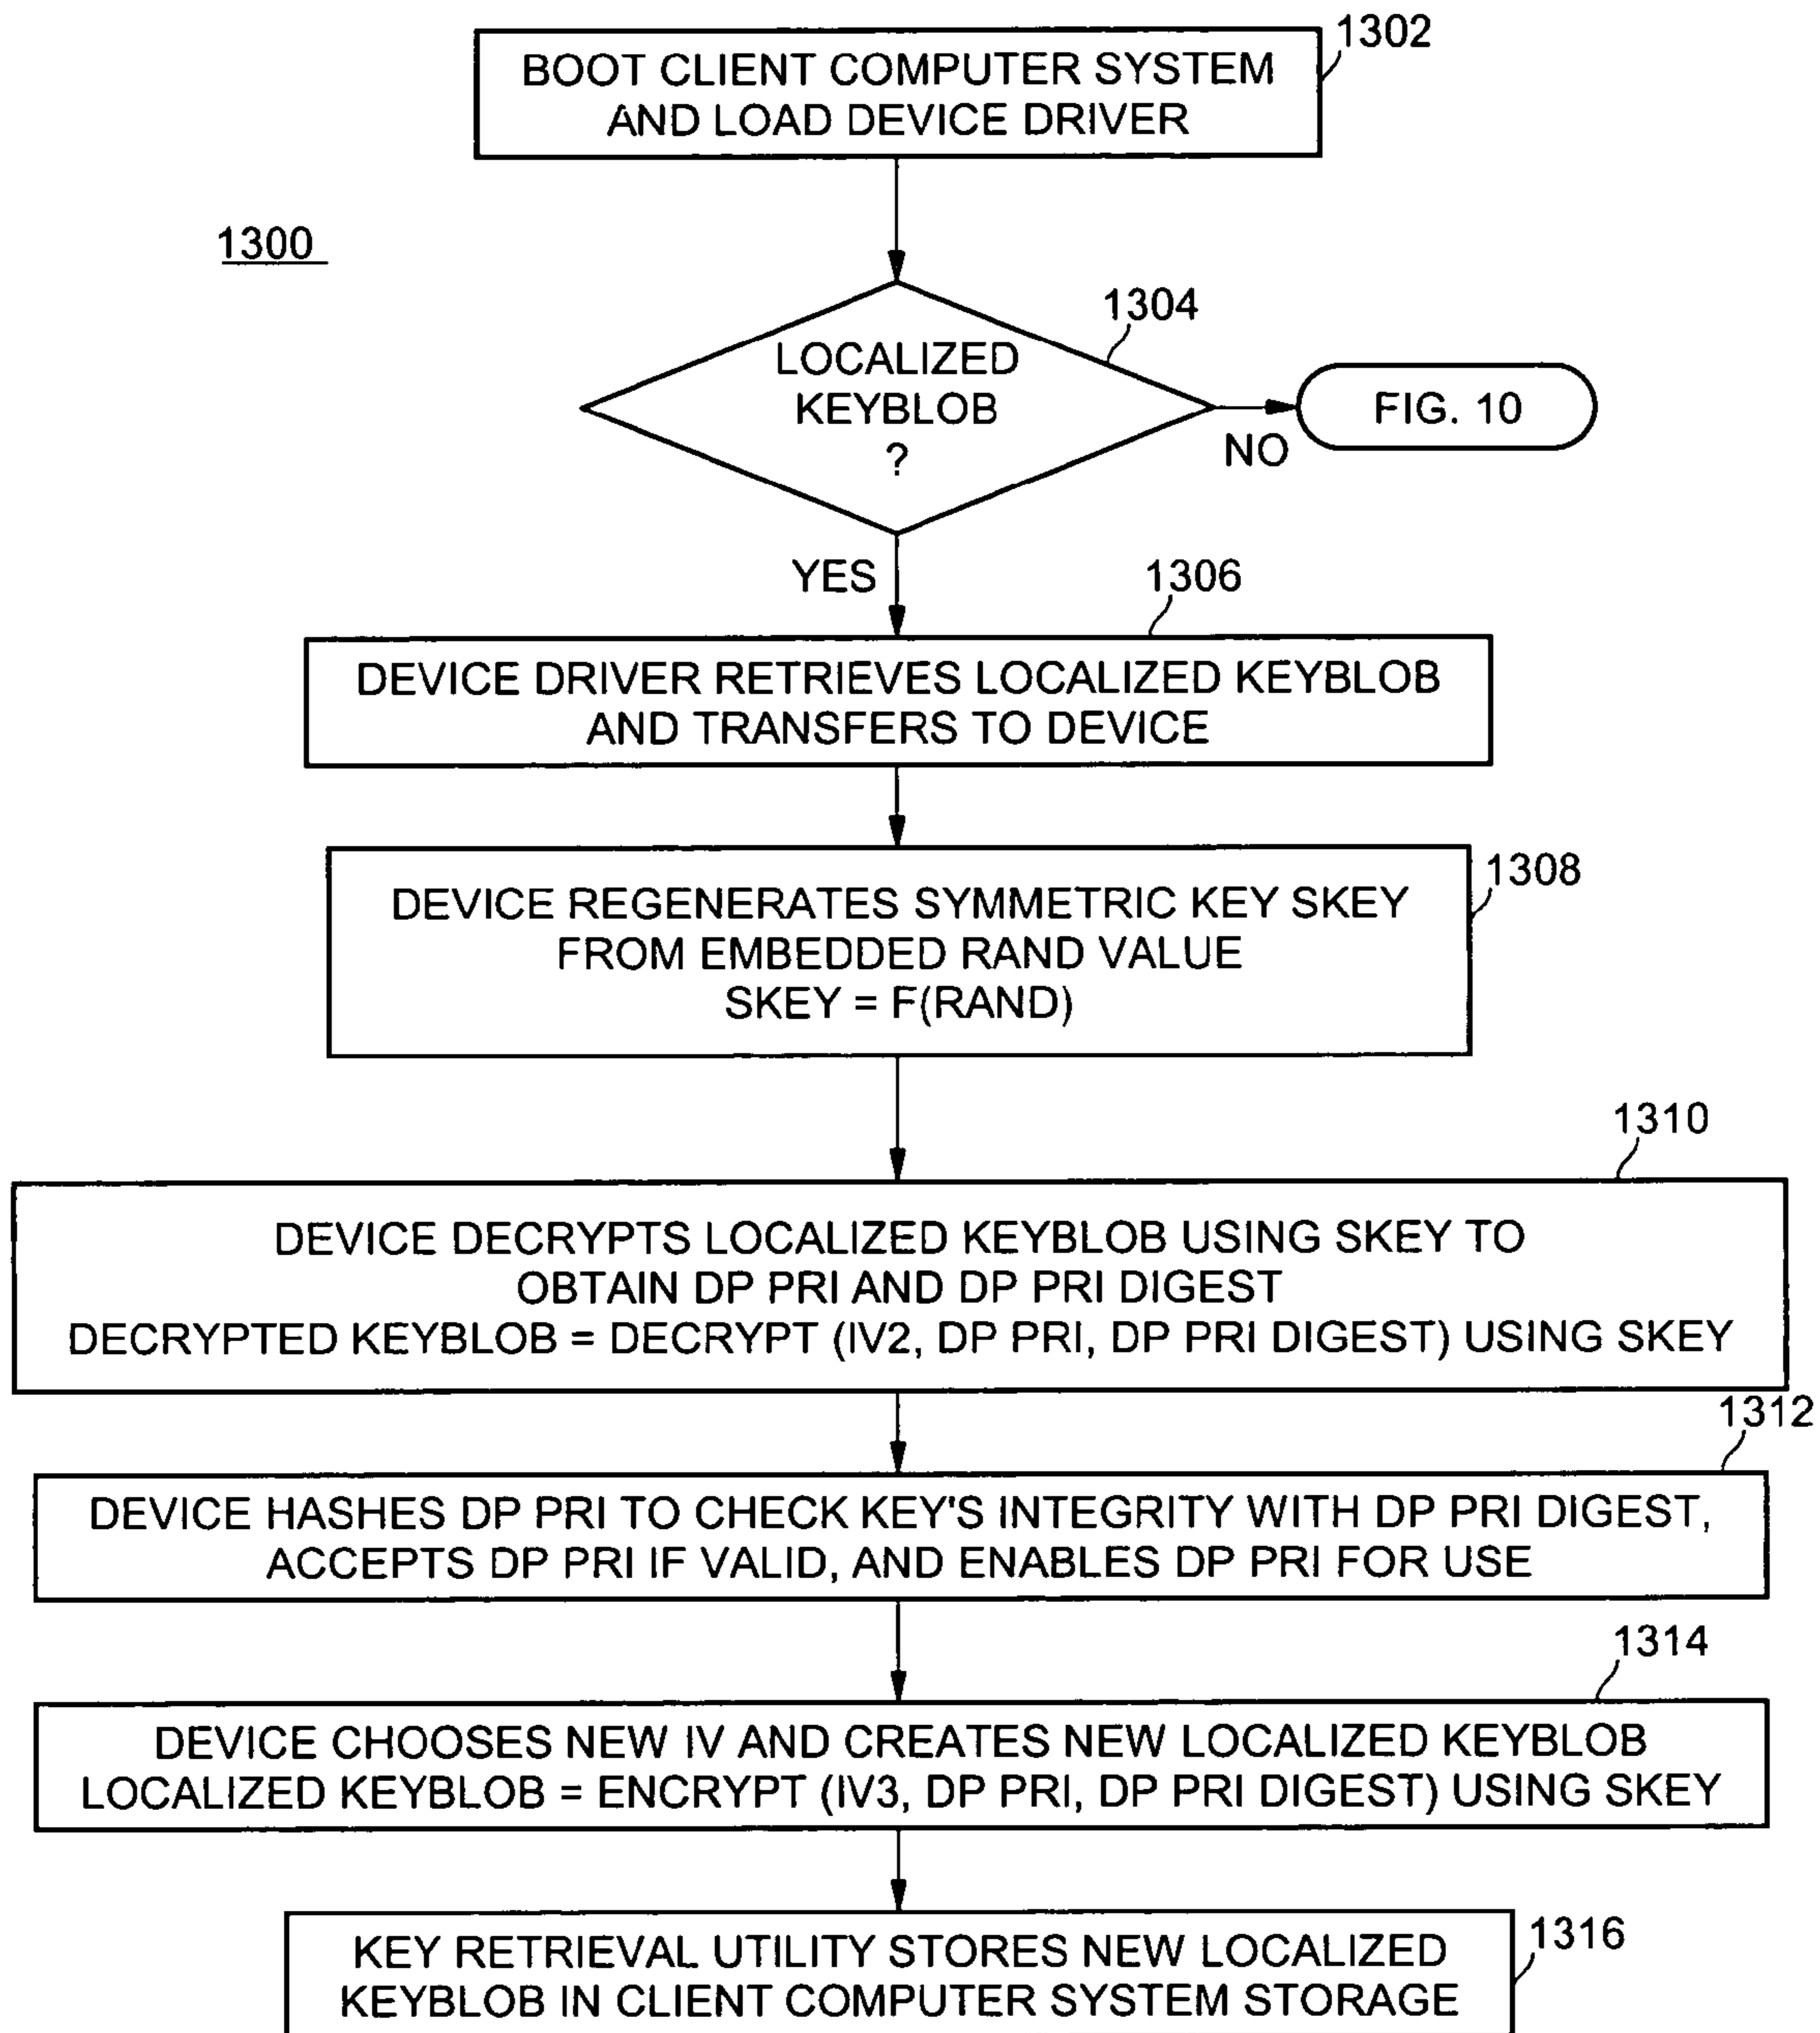 1302
BOOT CLIENT COMPUTER SYSTEM
AND LOAD DEVICE DRIVER
1300
1304
LOCALIZED
KEYBLOB
?
FIG. 10
NO
YES
1306
DEVICE DRIVER RETRIEVES LOCALIZED KEYBLOB
AND TRANSFERS TO DEVICE
1308
DEVICE REGENERATES SYMMETRIC KEY SKEY
FROM EMBEDDED RAND VALUE
SKEY = F(RAND)
1310
DEVICE DECRYPTS LOCALIZED KEYBLOB USING SKEY TO
OBTAIN DP PRI AND DP PRI DIGEST
DECRYPTED KEYBLOB = DECRYPT (IV2, DP PRI, DP PRI DIGEST) USING SKEY
1312
DEVICE HASHES DP PRI TO CHECK KEY'S INTEGRITY WITH DP PRI DIGEST,
ACCEPTS DP PRI IF VALID, AND ENABLES DP PRI FOR USE
1314
DEVICE CHOOSES NEW IV AND CREATES NEW LOCALIZED KEYBLOB
LOCALIZED KEYBLOB = ENCRYPT (IV3, DP PRI, DP PRI DIGEST) USING SKEY
1316
KEY RETRIEVAL UTILITY STORES NEW LOCALIZED
KEYBLOB IN CLIENT COMPUTER SYSTEM STORAGE